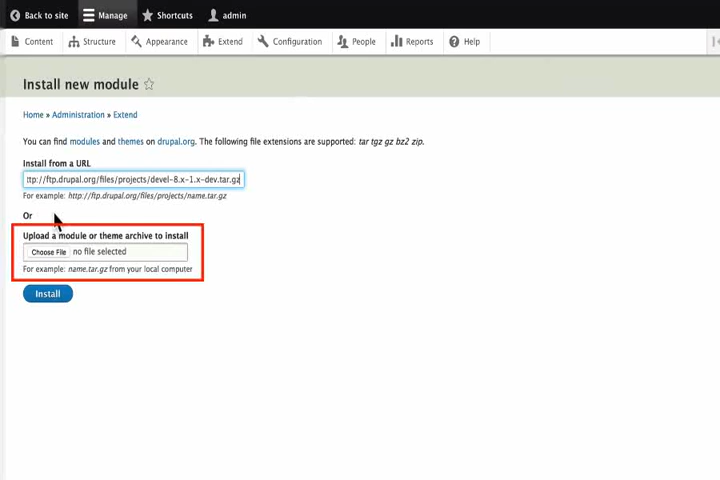 Back to site Manage Shortcuts admin
Content Structure Appearance Extend Configuration People Reports Help
Install new module
Home » Administration » Extend
You can find modules and themes on drupal.org. The following file extensions are supported: tar tgz gz bz2 zip.
Install from a URL
ttp://ftp.drupal.org/files/projects/devel-8.x-1.x-dev.tar.gz
For example: http://ftp.drupal.org/files/projects/name.tar.gz
Or
Upload a module or theme archive to install
Choose File no file selected
For example: name.tar.gz from your local computer
Install